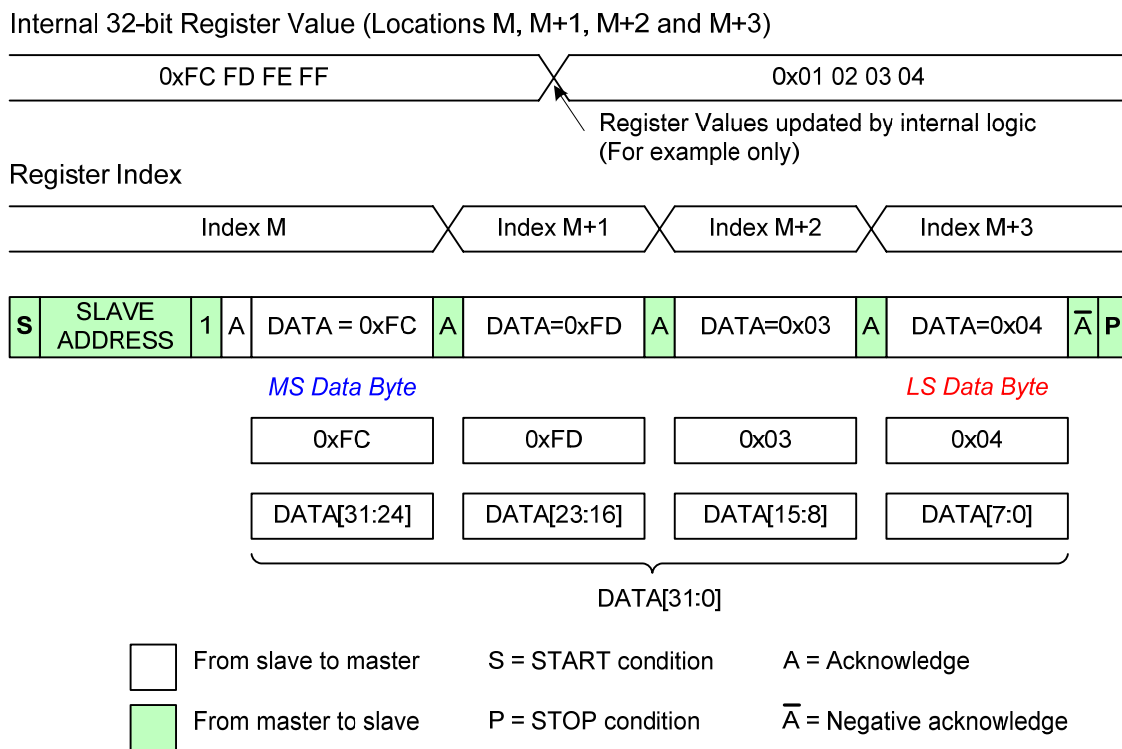 Internal 32-bit Register Value (Locations M, M+1, M+2 and M+3)
0xFC FD FE FF 0x01 02 03 04
Register Values updated by internal logic
(For example only)
Register Index
Index M Index M+1 Index M+2 Index M+3
S SLAVE ADDRESS 1 A DATA = 0xFC A DATA=0xFD A DATA=0x03 A DATA=0x04 A̅ P
MS Data Byte LS Data Byte
0xFC 0xFD 0x03 0x04
DATA[31:24] DATA[23:16] DATA[15:8] DATA[7:0]
DATA[31:0]
From slave to master S = START condition A = Acknowledge
From master to slave P = STOP condition A̅ = Negative acknowledge